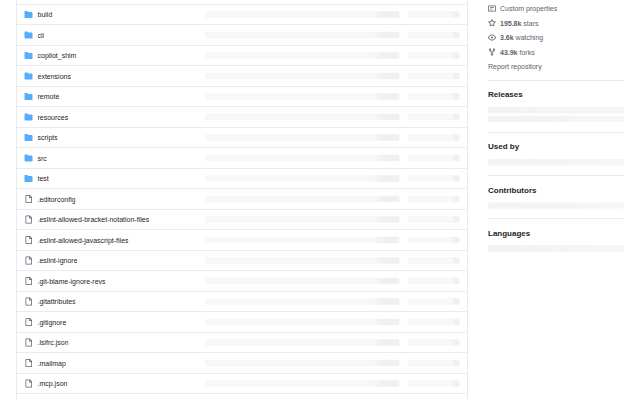 build
cli
copilot_shim
extensions
remote
resources
scripts
src
test
.editorconfig
.eslint-allowed-bracket-notation-files
.eslint-allowed-javascript-files
.eslint-ignore
.git-blame-ignore-revs
.gitattributes
.gitignore
.lsifrc.json
.mailmap
.mcp.json
Custom properties
195.8k stars
3.6k watching
43.9k forks
Report repository
Releases
Used by
Contributors
Languages